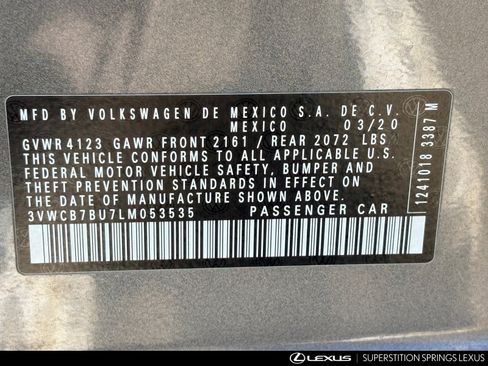 MFD BY VOLKSWAGEN DE MEXICO S.A. DE C.V.
MEXICO 03/20
GVWR 4123 GAWR FRONT 2161 / REAR 2072 LBS
THIS VEHICLE CONFORMS TO ALL APPLICABLE U.S.
FEDERAL MOTOR VEHICLE SAFETY, BUMPER AND
THEFT PREVENTION STANDARDS IN EFFECT ON
THE DATE OF MANUFACTURE SHOWN ABOVE.
3VWCB7BU7LM053535 PASSENGER CAR
1241018 3387 M
LEXUS SUPERSTITION SPRINGS LEXUS